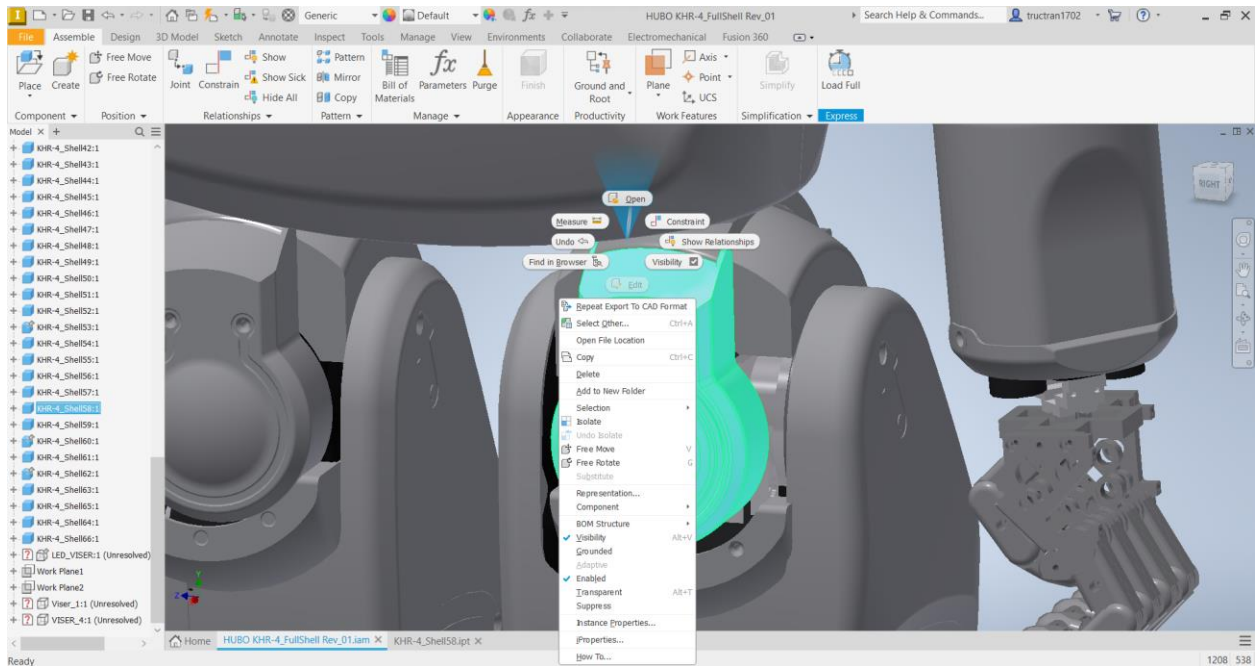 Generic
Default
fx
HUBO KHR-4_FullShell Rev_01
Search Help & Commands...
tructran1702
File Assemble Design 3D Model Sketch Annotate Inspect Tools Manage View Environments Collaborate Electromechanical Fusion 360
Place
Create
Free Move
Free Rotate
Joint
Constrain
Show
Show Sick
Hide All
Pattern
Mirror
Copy
Bill of
Materials
fx
Parameters
Purge
Finish
Ground and
Root
Plane
Axis
Point
UCS
Simplify
Load Full
Component Position Relationships Pattern Manage Appearance Productivity Work Features Simplification Express
Model
KHR-4_Shell42:1
KHR-4_Shell43:1
KHR-4_Shell44:1
KHR-4_Shell45:1
KHR-4_Shell46:1
KHR-4_Shell47:1
KHR-4_Shell48:1
KHR-4_Shell49:1
KHR-4_Shell50:1
KHR-4_Shell51:1
KHR-4_Shell52:1
KHR-4_Shell53:1
KHR-4_Shell54:1
KHR-4_Shell55:1
KHR-4_Shell56:1
KHR-4_Shell57:1
KHR-4_Shell58:1
KHR-4_Shell59:1
KHR-4_Shell60:1
KHR-4_Shell61:1
KHR-4_Shell62:1
KHR-4_Shell63:1
KHR-4_Shell65:1
KHR-4_Shell64:1
KHR-4_Shell66:1
LED_VISER:1 (Unresolved)
Work Plane1
Work Plane2
Viser_1:1 (Unresolved)
VISER_4:1 (Unresolved)
RIGHT
Open
Measure
Constraint
Undo
Show Relationships
Find in Browser
Visibility
Edit
Repeat Export To CAD Format
Select Other... Ctrl+A
Open File Location
Copy Ctrl+C
Delete
Add to New Folder
Selection
Isolate
Undo Isolate
Free Move V
Free Rotate G
Substitute
Representation...
Component
BOM Structure
Visibility Alt+V
Grounded
Adaptive
Enabled
Transparent Alt+T
Suppress
Instance Properties...
iProperties...
How To...
Y
Z
Home HUBO KHR-4_FullShell Rev_01.iam KHR-4_Shell58.ipt
Ready
1208 538